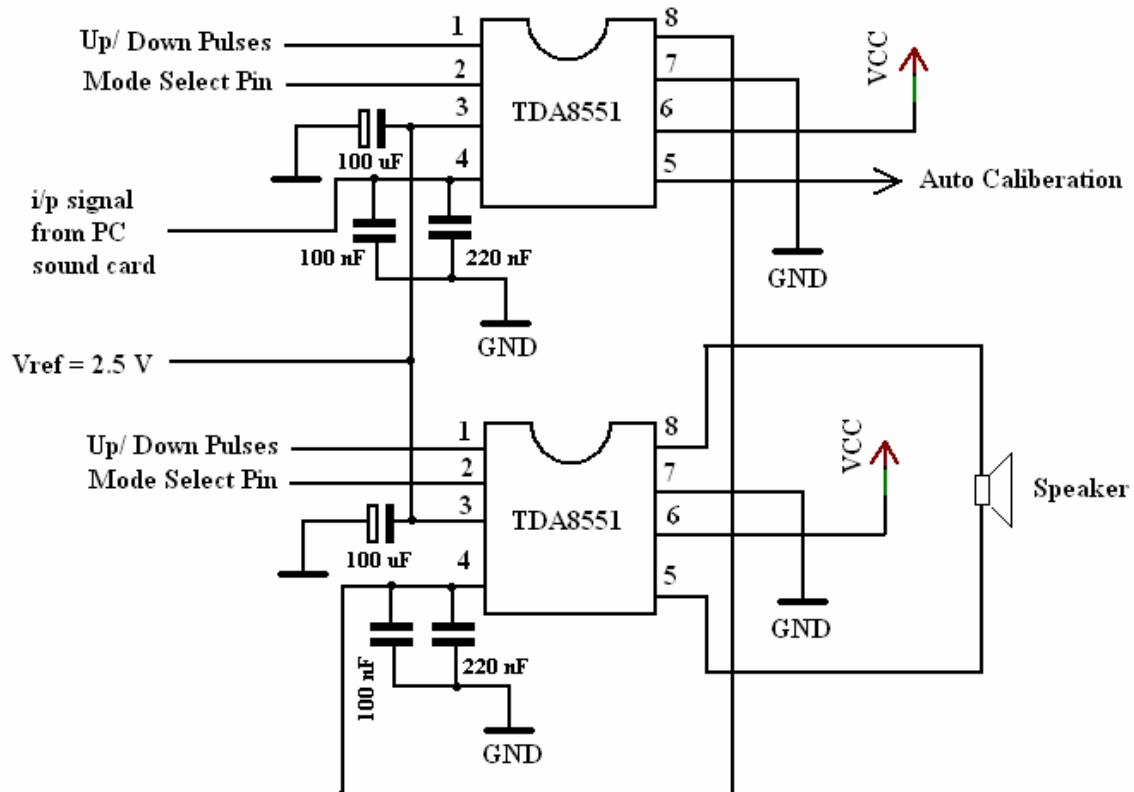 Up/ Down Pulses
Mode Select Pin
1
2
3
4
TDA8551
8
7
6
5
VCC
100 uF
i/p signal
from PC
sound card
100 nF
220 nF
GND
GND
Auto Caliberation
Vref = 2.5 V
Up/ Down Pulses
Mode Select Pin
1
2
3
4
TDA8551
8
7
6
5
VCC
Speaker
100 uF
100 nF
220 nF
GND
GND